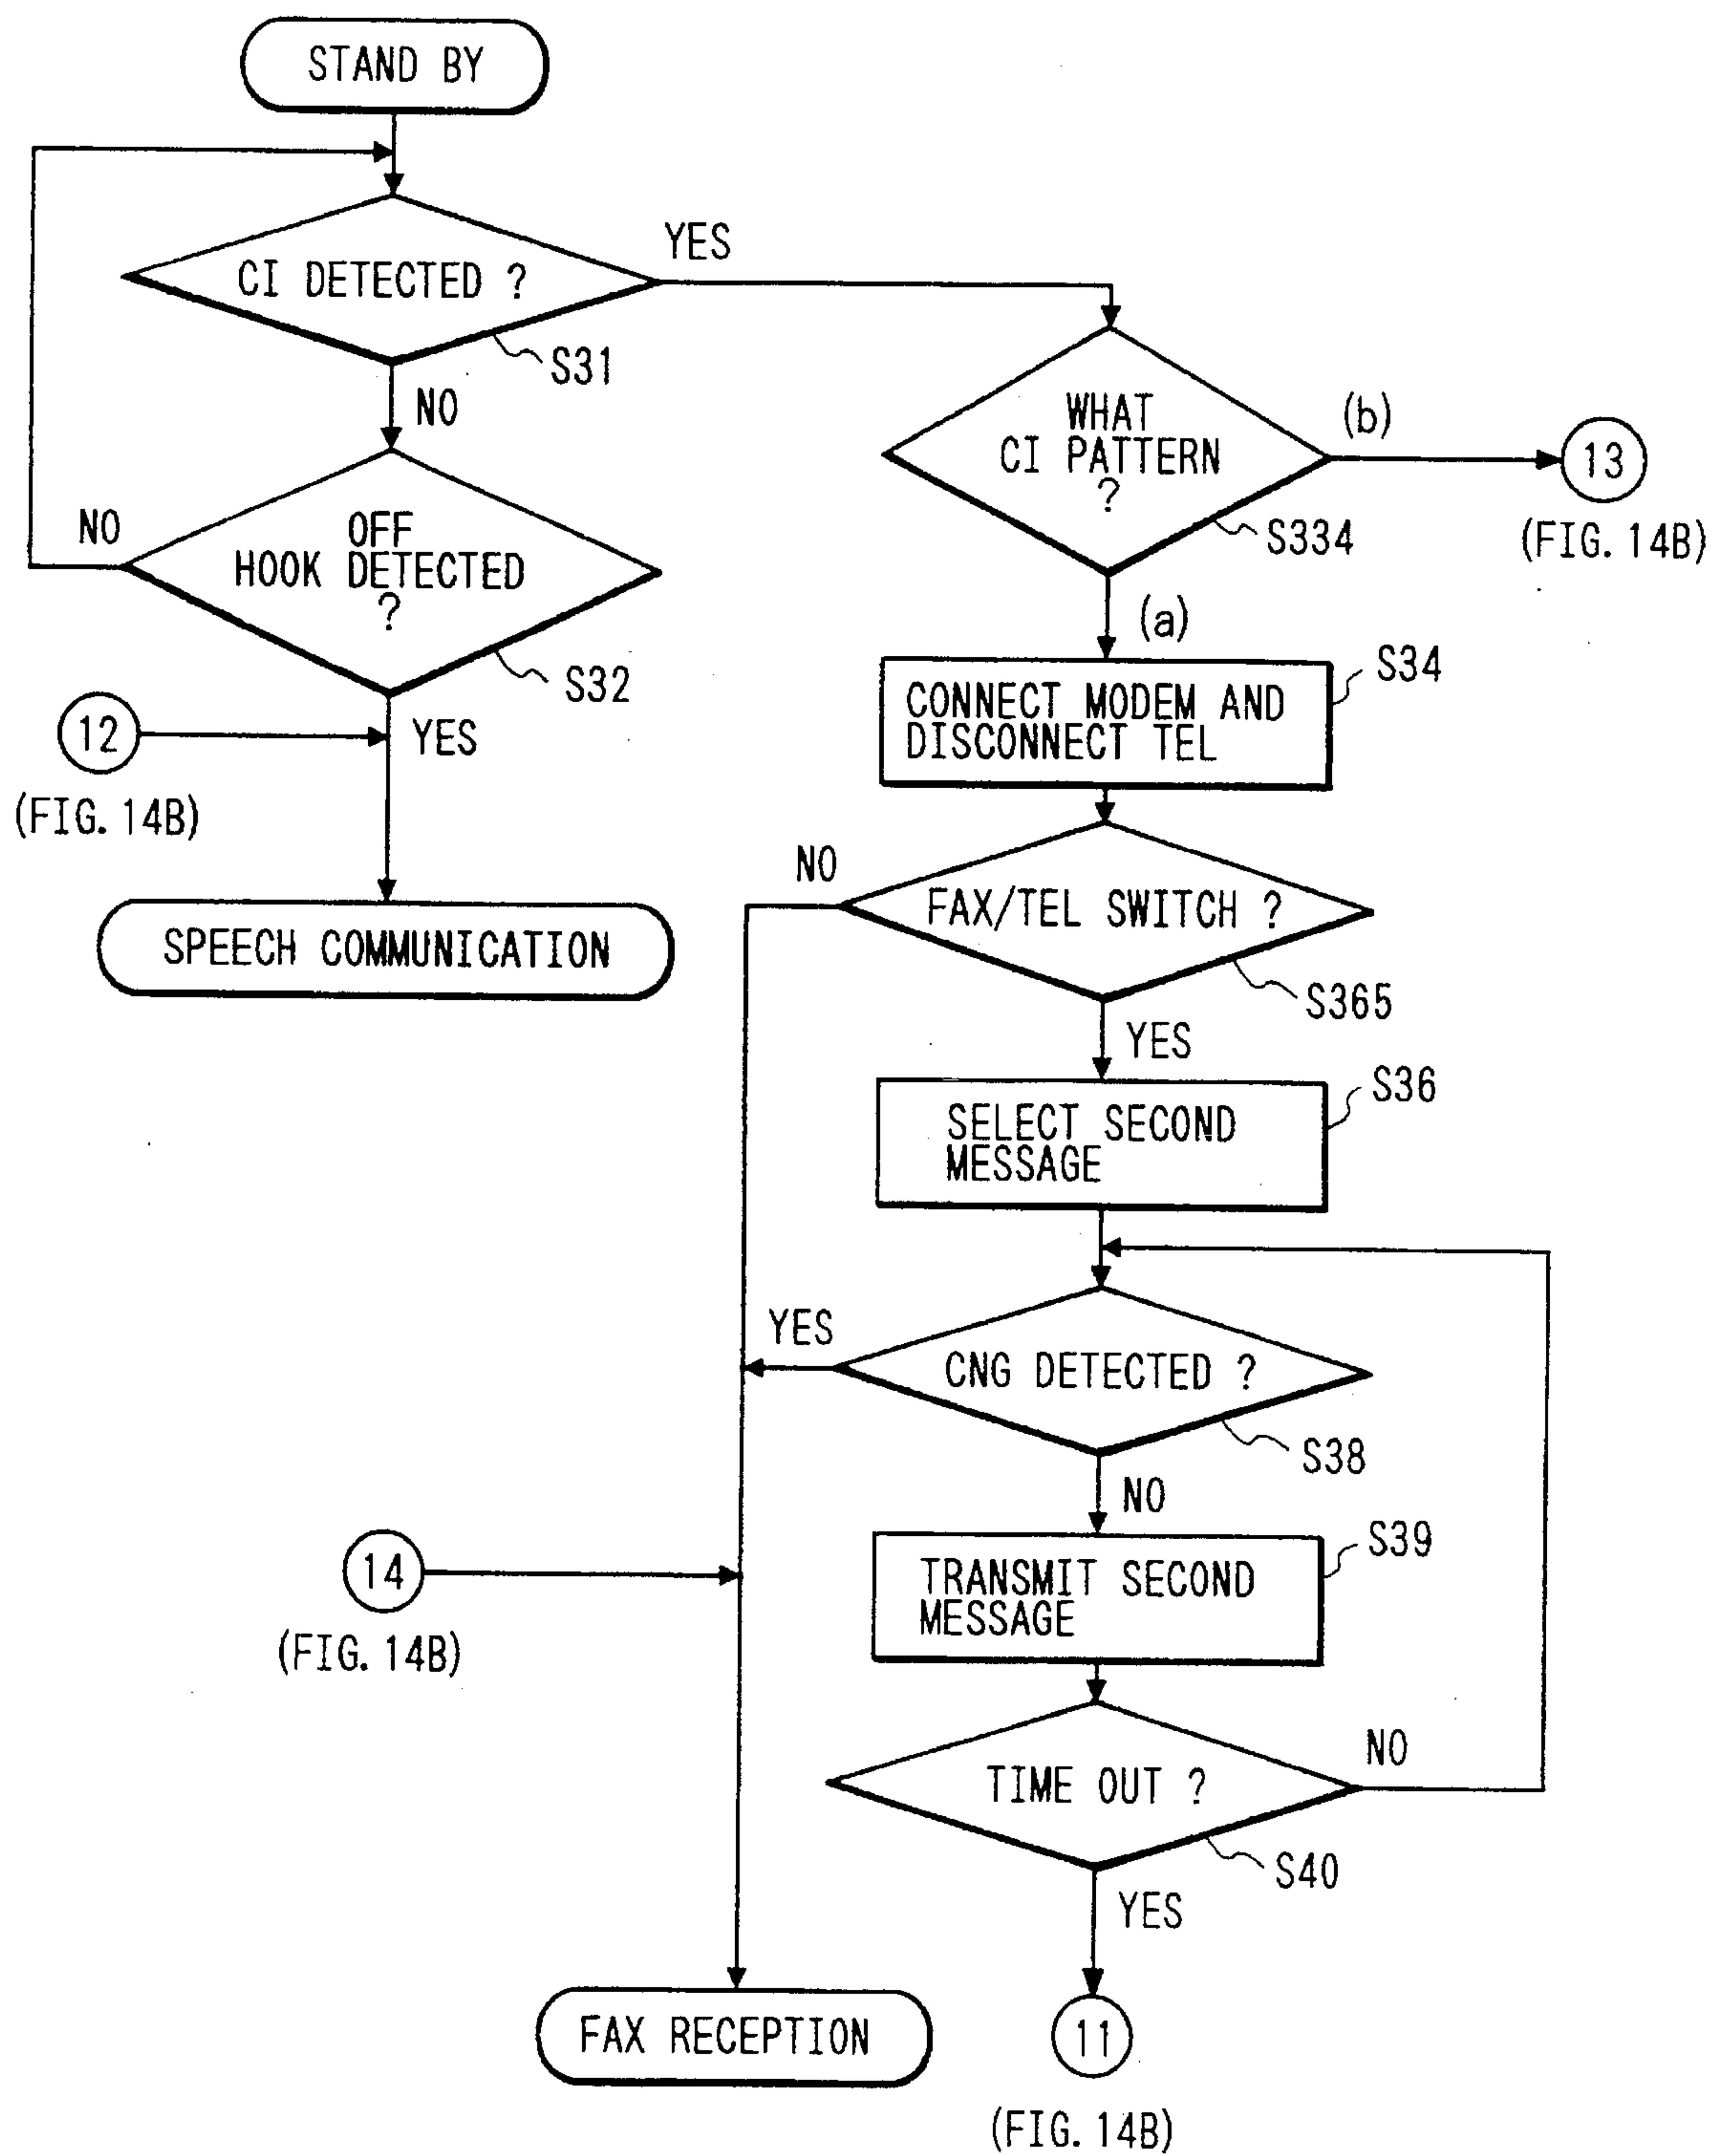 STAND BY
CI DETECTED ?
YES
S31
NO
WHAT
CI PATTERN
?
(b)
13
(FIG. 14B)
S334
OFF
HOOK DETECTED
?
NO
S32
(a)
12
(FIG. 14B)
YES
SPEECH COMMUNICATION
S34
CONNECT MODEM AND
DISCONNECT TEL
NO
FAX/TEL SWITCH ?
S365
YES
S36
SELECT SECOND
MESSAGE
YES
CNG DETECTED ?
S38
NO
14
(FIG. 14B)
S39
TRANSMIT SECOND
MESSAGE
TIME OUT ?
NO
S40
YES
FAX RECEPTION
11
(FIG. 14B)